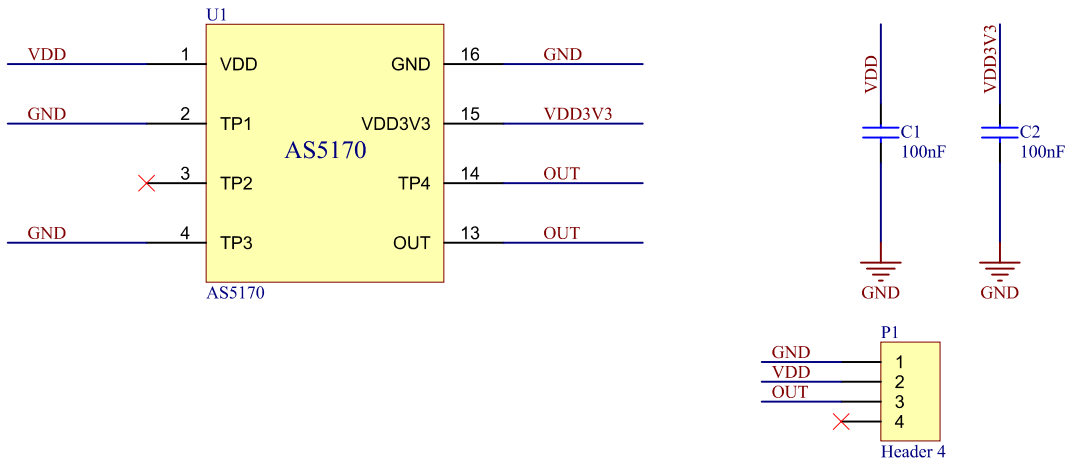 U1
VDD 1 VDD GND 16 GND
GND 2 TP1 VDD3V3 15 VDD3V3
AS5170
3 TP2 TP4 14 OUT
GND 4 TP3 OUT 13 OUT
AS5170
VDD
C1
100nF
GND
VDD3V3
C2
100nF
GND
P1
GND 1
VDD 2
OUT 3
4
Header 4